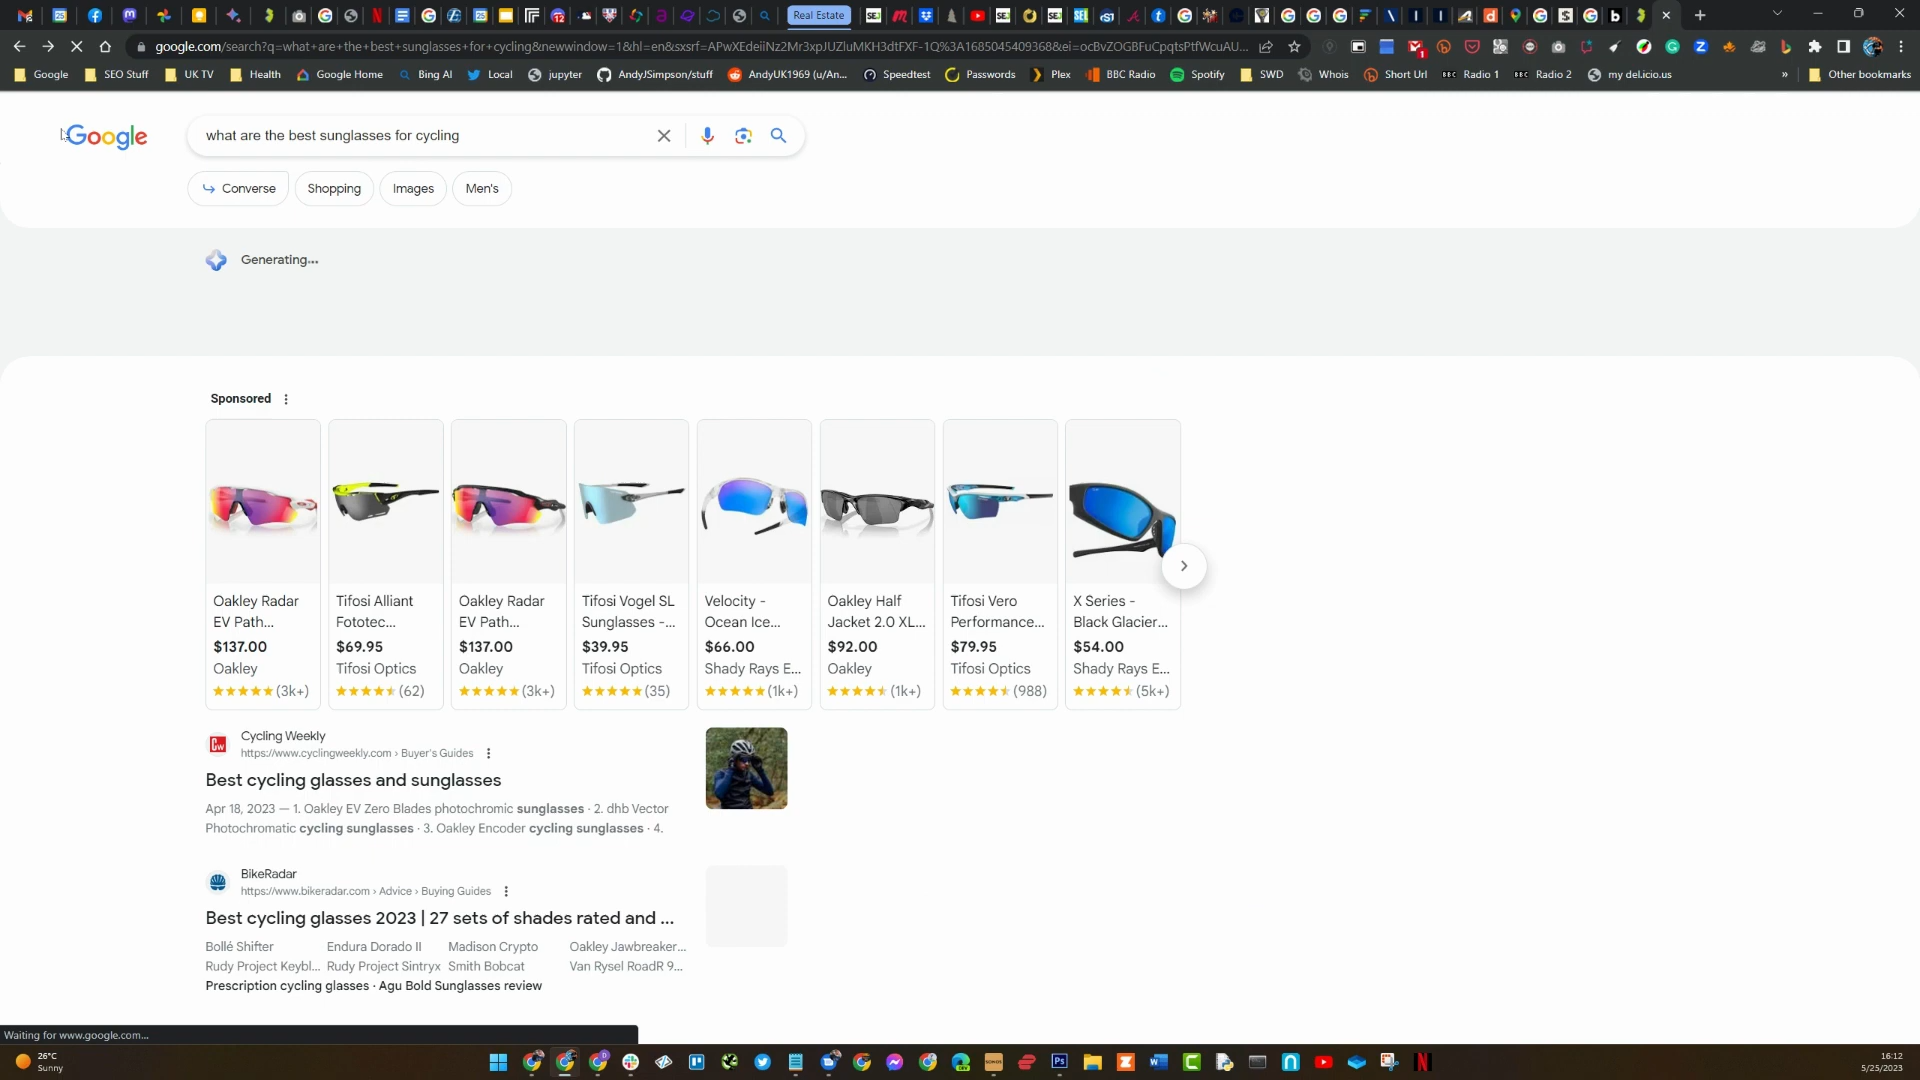 Real Estate
google.com/search?q=what+are+the+best+sunglasses+for+cycling&newwindow=1&hl=en&sxsrf=APwXEdeiiNz2Mr3xpJUZluMKH3dtFXF-1Q%3A1685045409368&ei=ocBvZOGBFuCpqtsPtfWcuAU...
Google
SEO Stuff
UK TV
Health
Google Home
Bing AI
Local
jupyter
AndyJSimpson/stuff
AndyUK1969 (u/An...
Speedtest
Passwords
Plex
BBC Radio
Spotify
SWD
Whois
Short Url
Radio 1
Radio 2
my del.icio.us
»
Other bookmarks
Google
what are the best sunglasses for cycling
Converse
Shopping
Images
Men's
Generating...
Sponsored
Oakley Radar
EV Path...
$137.00
Oakley
(3k+)
Tifosi Alliant
Fototec...
$69.95
Tifosi Optics
(62)
Oakley Radar
EV Path...
$137.00
Oakley
(3k+)
Tifosi Vogel SL
Sunglasses -...
$39.95
Tifosi Optics
(35)
Velocity -
Ocean Ice...
$66.00
Shady Rays E...
(1k+)
Oakley Half
Jacket 2.0 XL...
$92.00
Oakley
(1k+)
Tifosi Vero
Performance...
$79.95
Tifosi Optics
(988)
X Series -
Black Glacier...
$54.00
Shady Rays E...
(5k+)
Cycling Weekly
https://www.cyclingweekly.com › Buyer's Guides
Best cycling glasses and sunglasses
Apr 18, 2023 — 1. Oakley EV Zero Blades photochromic sunglasses · 2. dhb Vector
Photochromatic cycling sunglasses · 3. Oakley Encoder cycling sunglasses · 4.
BikeRadar
https://www.bikeradar.com › Advice › Buying Guides
Best cycling glasses 2023 | 27 sets of shades rated and ...
Bollé Shifter Endura Dorado II Madison Crypto Oakley Jawbreaker...
Rudy Project Keybl... Rudy Project Sintryx Smith Bobcat Van Rysel RoadR 9...
Prescription cycling glasses · Agu Bold Sunglasses review
Waiting for www.google.com...
26°C
Sunny
16:12
5/25/2023